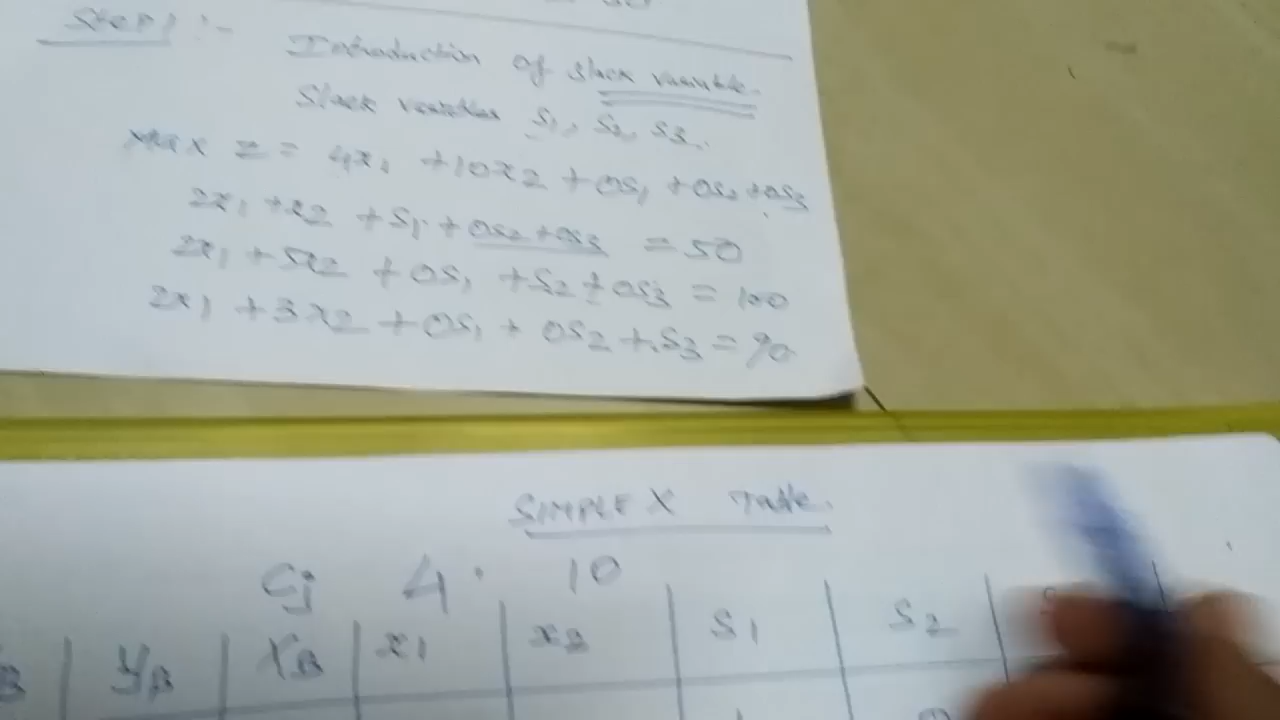 Step 1 :-
Introduction of slack variable.
Slack variables S1, S2, S3.
Max Z = 4x1 + 10x2 + 0S1 + 0S2 + 0S3
2x1 + x2 + S1 + 0S2 + 0S3 = 50
2x1 + 5x2 + 0S1 + S2 + 0S3 = 100
2x1 + 3x2 + 0S1 + 0S2 + S3 = 90
SIMPLEX Table.
Cj 4 10
B yB XB x1 x2 S1 S2